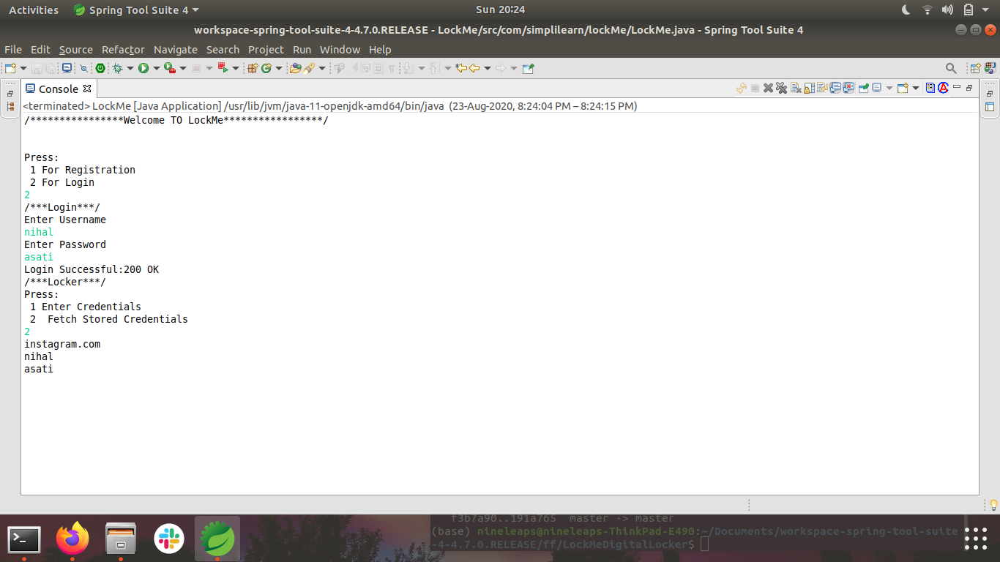 Activities Spring Tool Suite 4 Sun 20:24
workspace-spring-tool-suite-4-4.7.0.RELEASE - LockMe/src/com/simplilearn/lockMe/LockMe.java - Spring Tool Suite 4
File Edit Source Refactor Navigate Search Project Run Window Help
Console
<terminated> LockMe [Java Application] /usr/lib/jvm/java-11-openjdk-amd64/bin/java (23-Aug-2020, 8:24:04 PM – 8:24:15 PM)
/****************Welcome TO LockMe*****************/
Press:
1 For Registration
2 For Login
2
/***Login***/
Enter Username
nihal
Enter Password
asati
Login Successful:200 OK
/***Locker***/
Press:
1 Enter Credentials
2  Fetch Stored Credentials
2
instagram.com
nihal
asati
f3b7a90..191a765  master -> master
(base) nineleaps@nineleaps-ThinkPad-E490:~/Documents/workspace-spring-tool-suite
-4-4.7.0.RELEASE/ff/LockMeDigitalLocker$